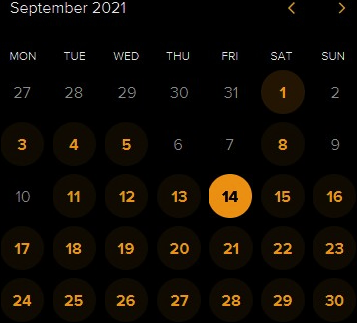 September 2021
MON TUE WED THU FRI SAT SUN
27 28 29 30 31 1 2
3 4 5 6 7 8 9
10 11 12 13 14 15 16
17 18 19 20 21 22 23
24 25 26 27 28 29 30